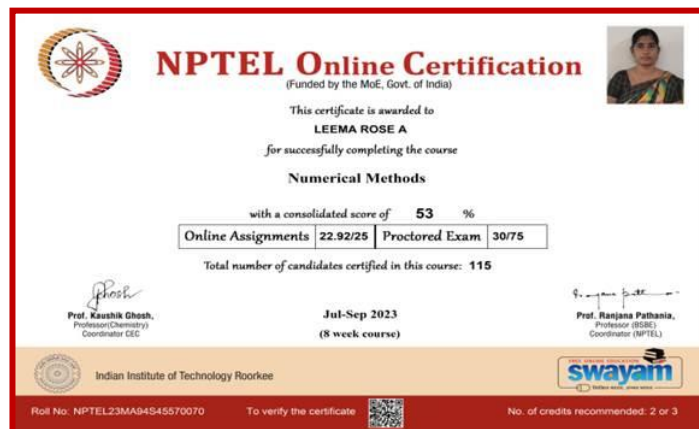 NPTEL Online Certification
(Funded by the MoE, Govt. of India)
This certificate is awarded to
LEEMA ROSE A
for successfully completing the course
Numerical Methods
with a consolidated score of 53 %
Online Assignments 22.92/25 Proctored Exam 30/75
Total number of candidates certified in this course: 115
Prof. Kaushik Ghosh,
Professor(Chemistry)
Coordinator CEC
Jul-Sep 2023
(8 week course)
Prof. Ranjana Pathania,
Professor (BSBE)
Coordinator (NPTEL)
Indian Institute of Technology Roorkee
FREE ONLINE EDUCATION
swayam
Roll No: NPTEL23MA94S45570070
To verify the certificate
No. of credits recommended: 2 or 3